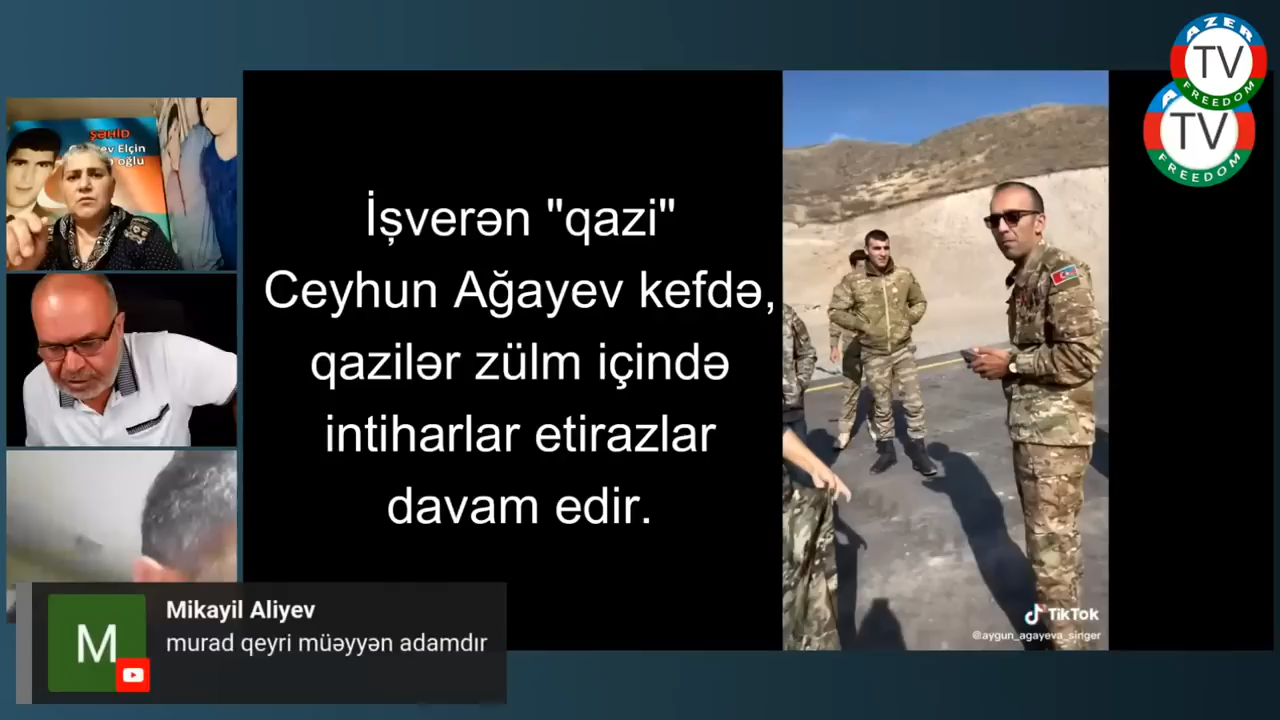 AZER
TV
FREEDOM
TV
FREEDOM
ŞƏHİD
Elçin
oğlu
İşverən "qazi"
Ceyhun Ağayev kefdə,
qazilər zülm içində
intiharlar etirazlar
davam edir.
TikTok
@aygun_agayeva_singer
M
Mikayil Aliyev
murad qeyri müəyyən adamdır